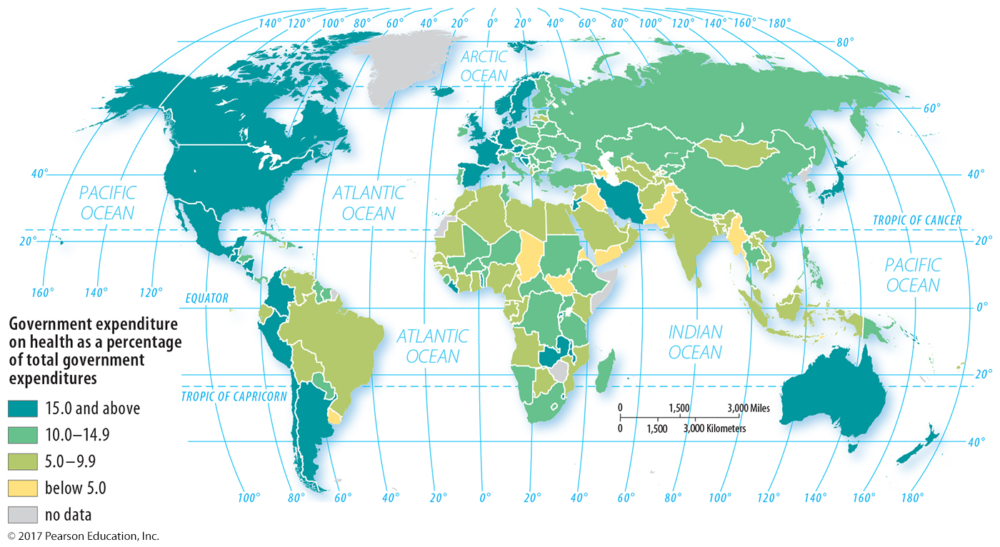 140° 120° 100° 80° 60° 40° 20° 0° 20° 40° 60° 80° 100° 120° 140° 160° 180°
80°
ARCTIC
OCEAN
60°
40°
40°
PACIFIC
OCEAN
ATLANTIC
OCEAN
TROPIC OF CANCER
20°
20°
PACIFIC
OCEAN
160° 140° 120°
EQUATOR
0°
ATLANTIC
OCEAN
INDIAN
OCEAN
20°
TROPIC OF CAPRICORN
0 1,500 3,000 Miles
0 1,500 3,000 Kilometers
40°
100° 80° 60° 40° 20° 0° 20° 40° 60° 80° 100° 120° 140° 160° 180°
Government expenditure
on health as a percentage
of total government
expenditures
15.0 and above
10.0–14.9
5.0–9.9
below 5.0
no data
© 2017 Pearson Education, Inc.